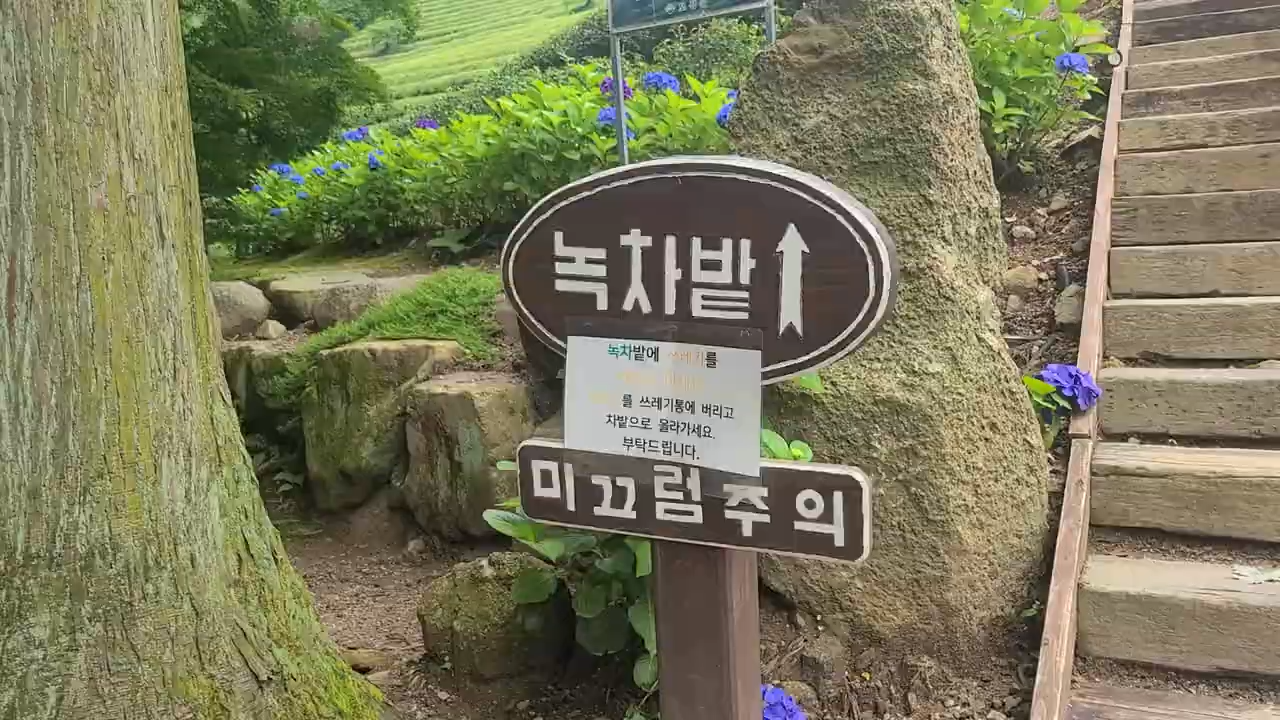 녹차밭↑
녹차밭에 쓰레기를
를 쓰레기통에 버리고
차밭으로 올라가세요.
부탁드립니다.
미끄럼주의